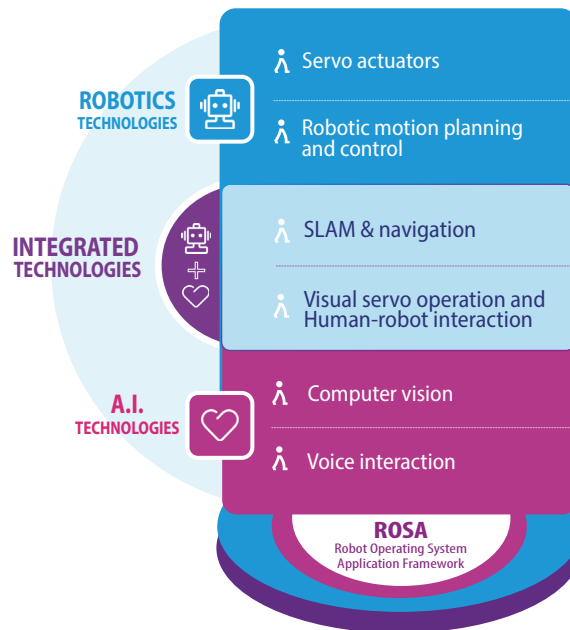 Servo actuators
ROBOTICS
TECHNOLOGIES
Robotic motion planning
and control
SLAM & navigation
INTEGRATED
TECHNOLOGIES
Visual servo operation and
Human-robot interaction
A.I.
TECHNOLOGIES
Computer vision
Voice interaction
ROSA
Robot Operating System
Application Framework